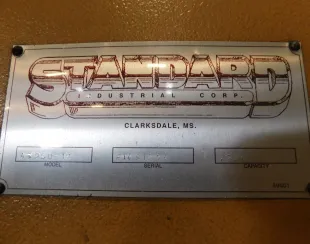 STANDARD
INDUSTRIAL CORP.
CLARKSDALE, MS.
MODEL SERIAL CAPACITY